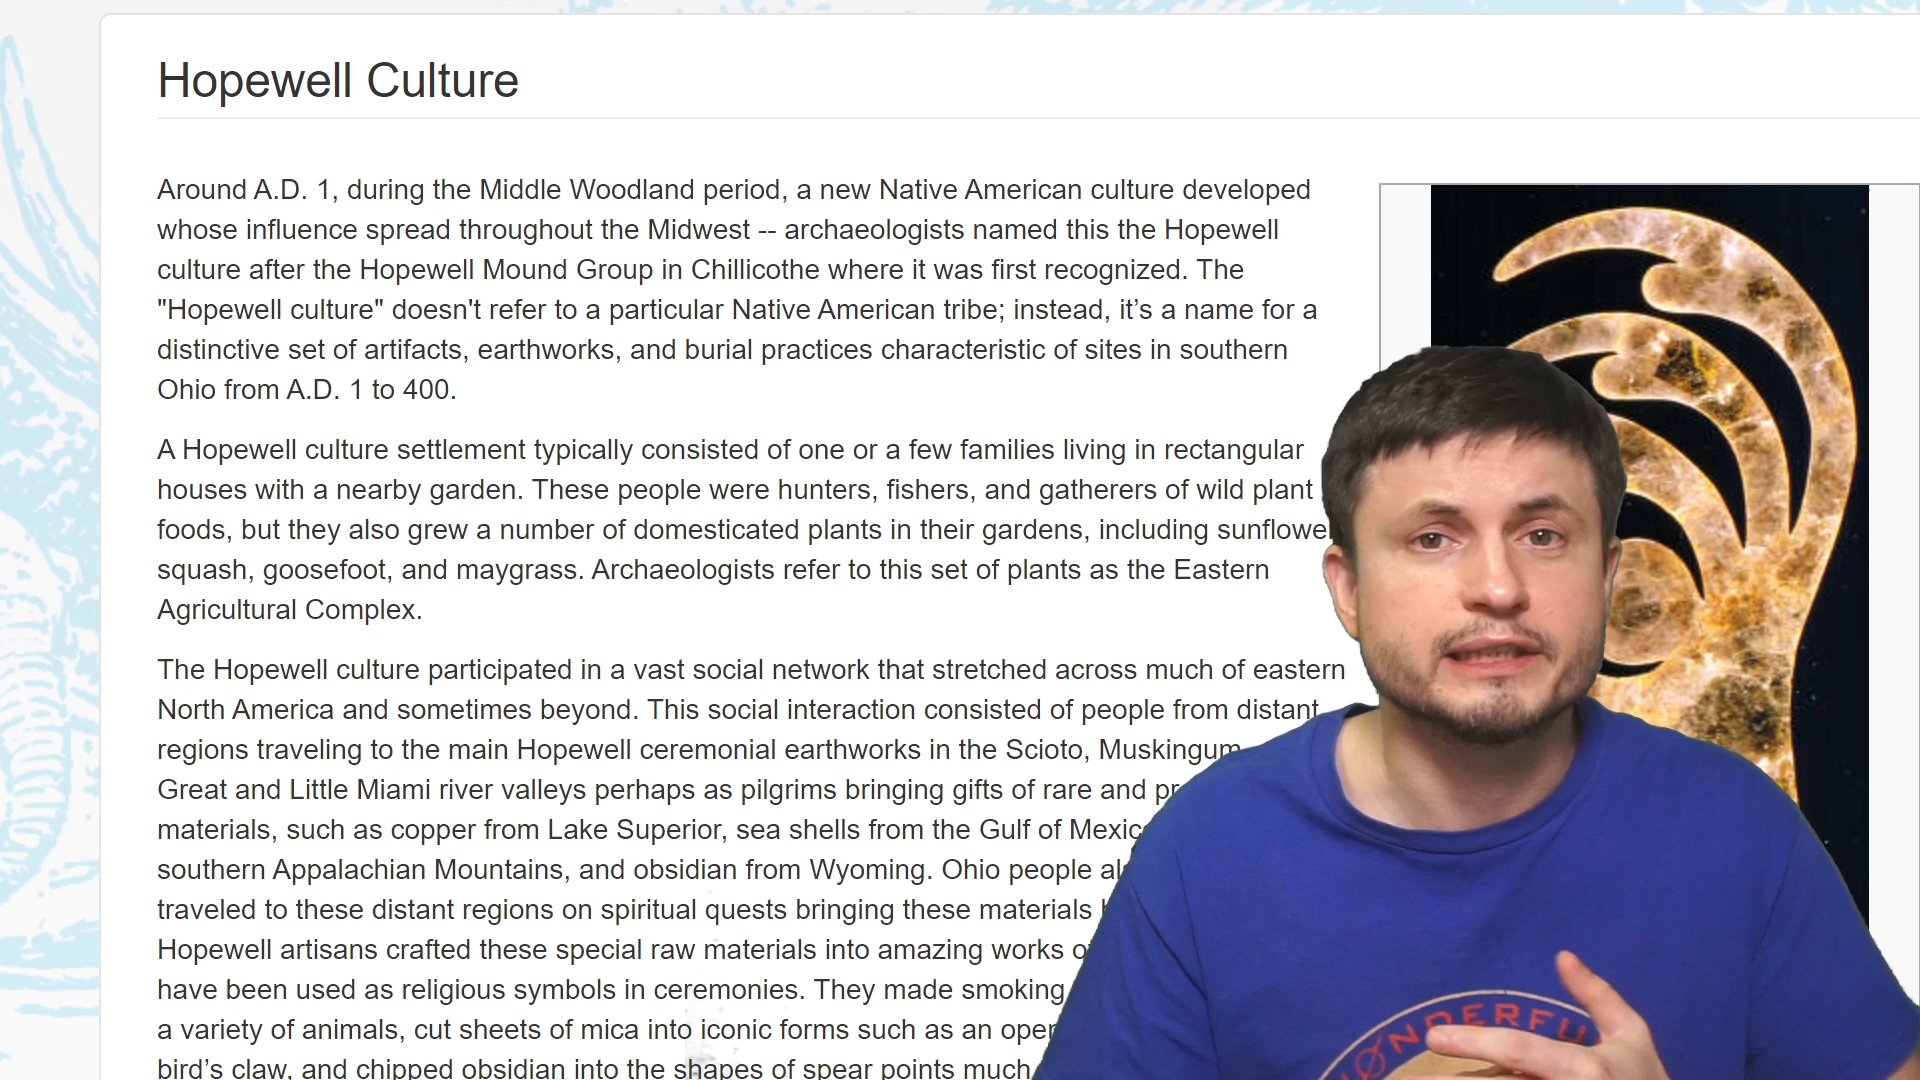 Hopewell Culture
Around A.D. 1, during the Middle Woodland period, a new Native American culture developed
whose influence spread throughout the Midwest -- archaeologists named this the Hopewell
culture after the Hopewell Mound Group in Chillicothe where it was first recognized. The
"Hopewell culture" doesn't refer to a particular Native American tribe; instead, it’s a name for a
distinctive set of artifacts, earthworks, and burial practices characteristic of sites in southern
Ohio from A.D. 1 to 400.
A Hopewell culture settlement typically consisted of one or a few families living in rectangular
houses with a nearby garden. These people were hunters, fishers, and gatherers of wild plant
foods, but they also grew a number of domesticated plants in their gardens, including
squash, goosefoot, and maygrass. Archaeologists refer to this set of plants as the Eastern
Agricultural Complex.
The Hopewell culture participated in a vast social network that stretched across much of eastern
North America and sometimes beyond. This social interaction consisted of people from distant
regions traveling to the main Hopewell ceremonial earthworks in the Scioto, Muskingum
Great and Little Miami river valleys perhaps as pilgrims bringing gifts of rare and
materials, such as copper from Lake Superior, sea shells from the Gulf of
southern Appalachian Mountains, and obsidian from Wyoming. Ohio people
traveled to these distant regions on spiritual quests bringing these materials
Hopewell artisans crafted these special raw materials into amazing works
have been used as religious symbols in ceremonies. They made smoking
a variety of animals, cut sheets of mica into iconic forms such as an
bird’s claw, and chipped obsidian into the shapes of spear points much